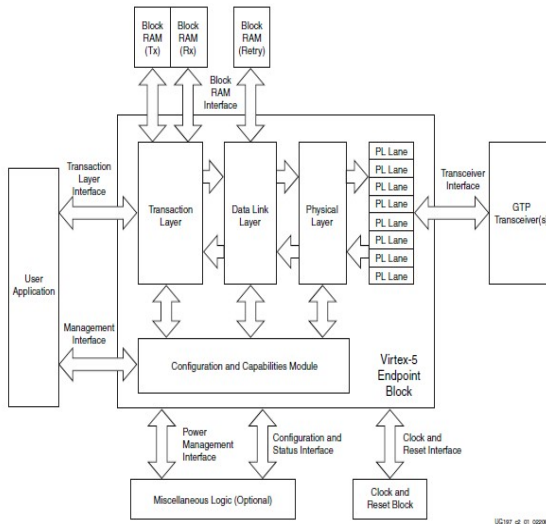 Block
RAM
(Tx)
Block
RAM
(Rx)
Block
RAM
(Retry)
Block
RAM
Interface
Transaction
Layer
Interface
Transaction
Layer
Data Link
Layer
Physical
Layer
PL Lane
PL Lane
PL Lane
PL Lane
PL Lane
PL Lane
PL Lane
PL Lane
Transceiver
Interface
GTP
Transceiver(s)
User
Application
Management
Interface
Configuration and Capabilities Module
Virtex-5
Endpoint
Block
Power
Management
Interface
Configuration and
Status Interface
Clock and
Reset Interface
Miscellaneous Logic (Optional)
Clock and
Reset Block